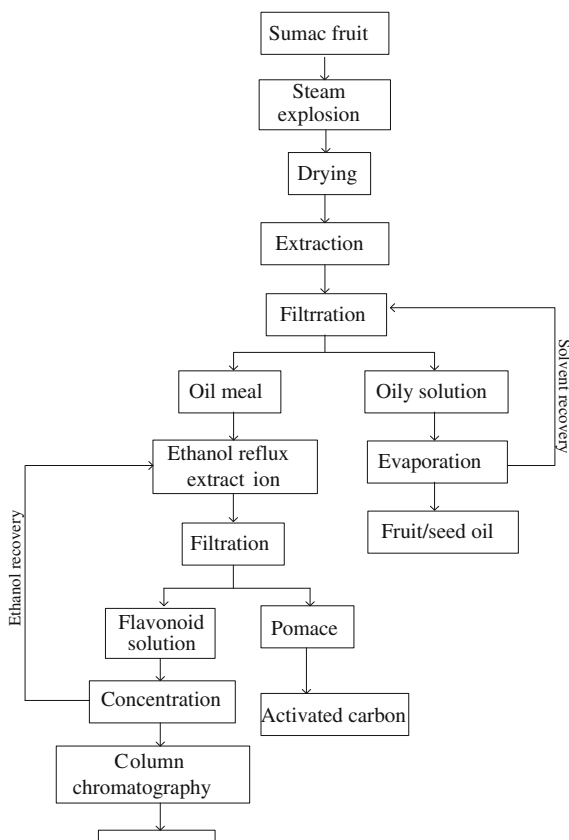 Sumac fruit
Steam
explosion
Drying
Extraction
Filtrration
Solvent recovery
Oil meal
Oily solution
Ethanol reflux
extract ion
Evaporation
Ethanol recovery
Filtration
Fruit/seed oil
Flavonoid
solution
Pomace
Concentration
Activated carbon
Column
chromatography